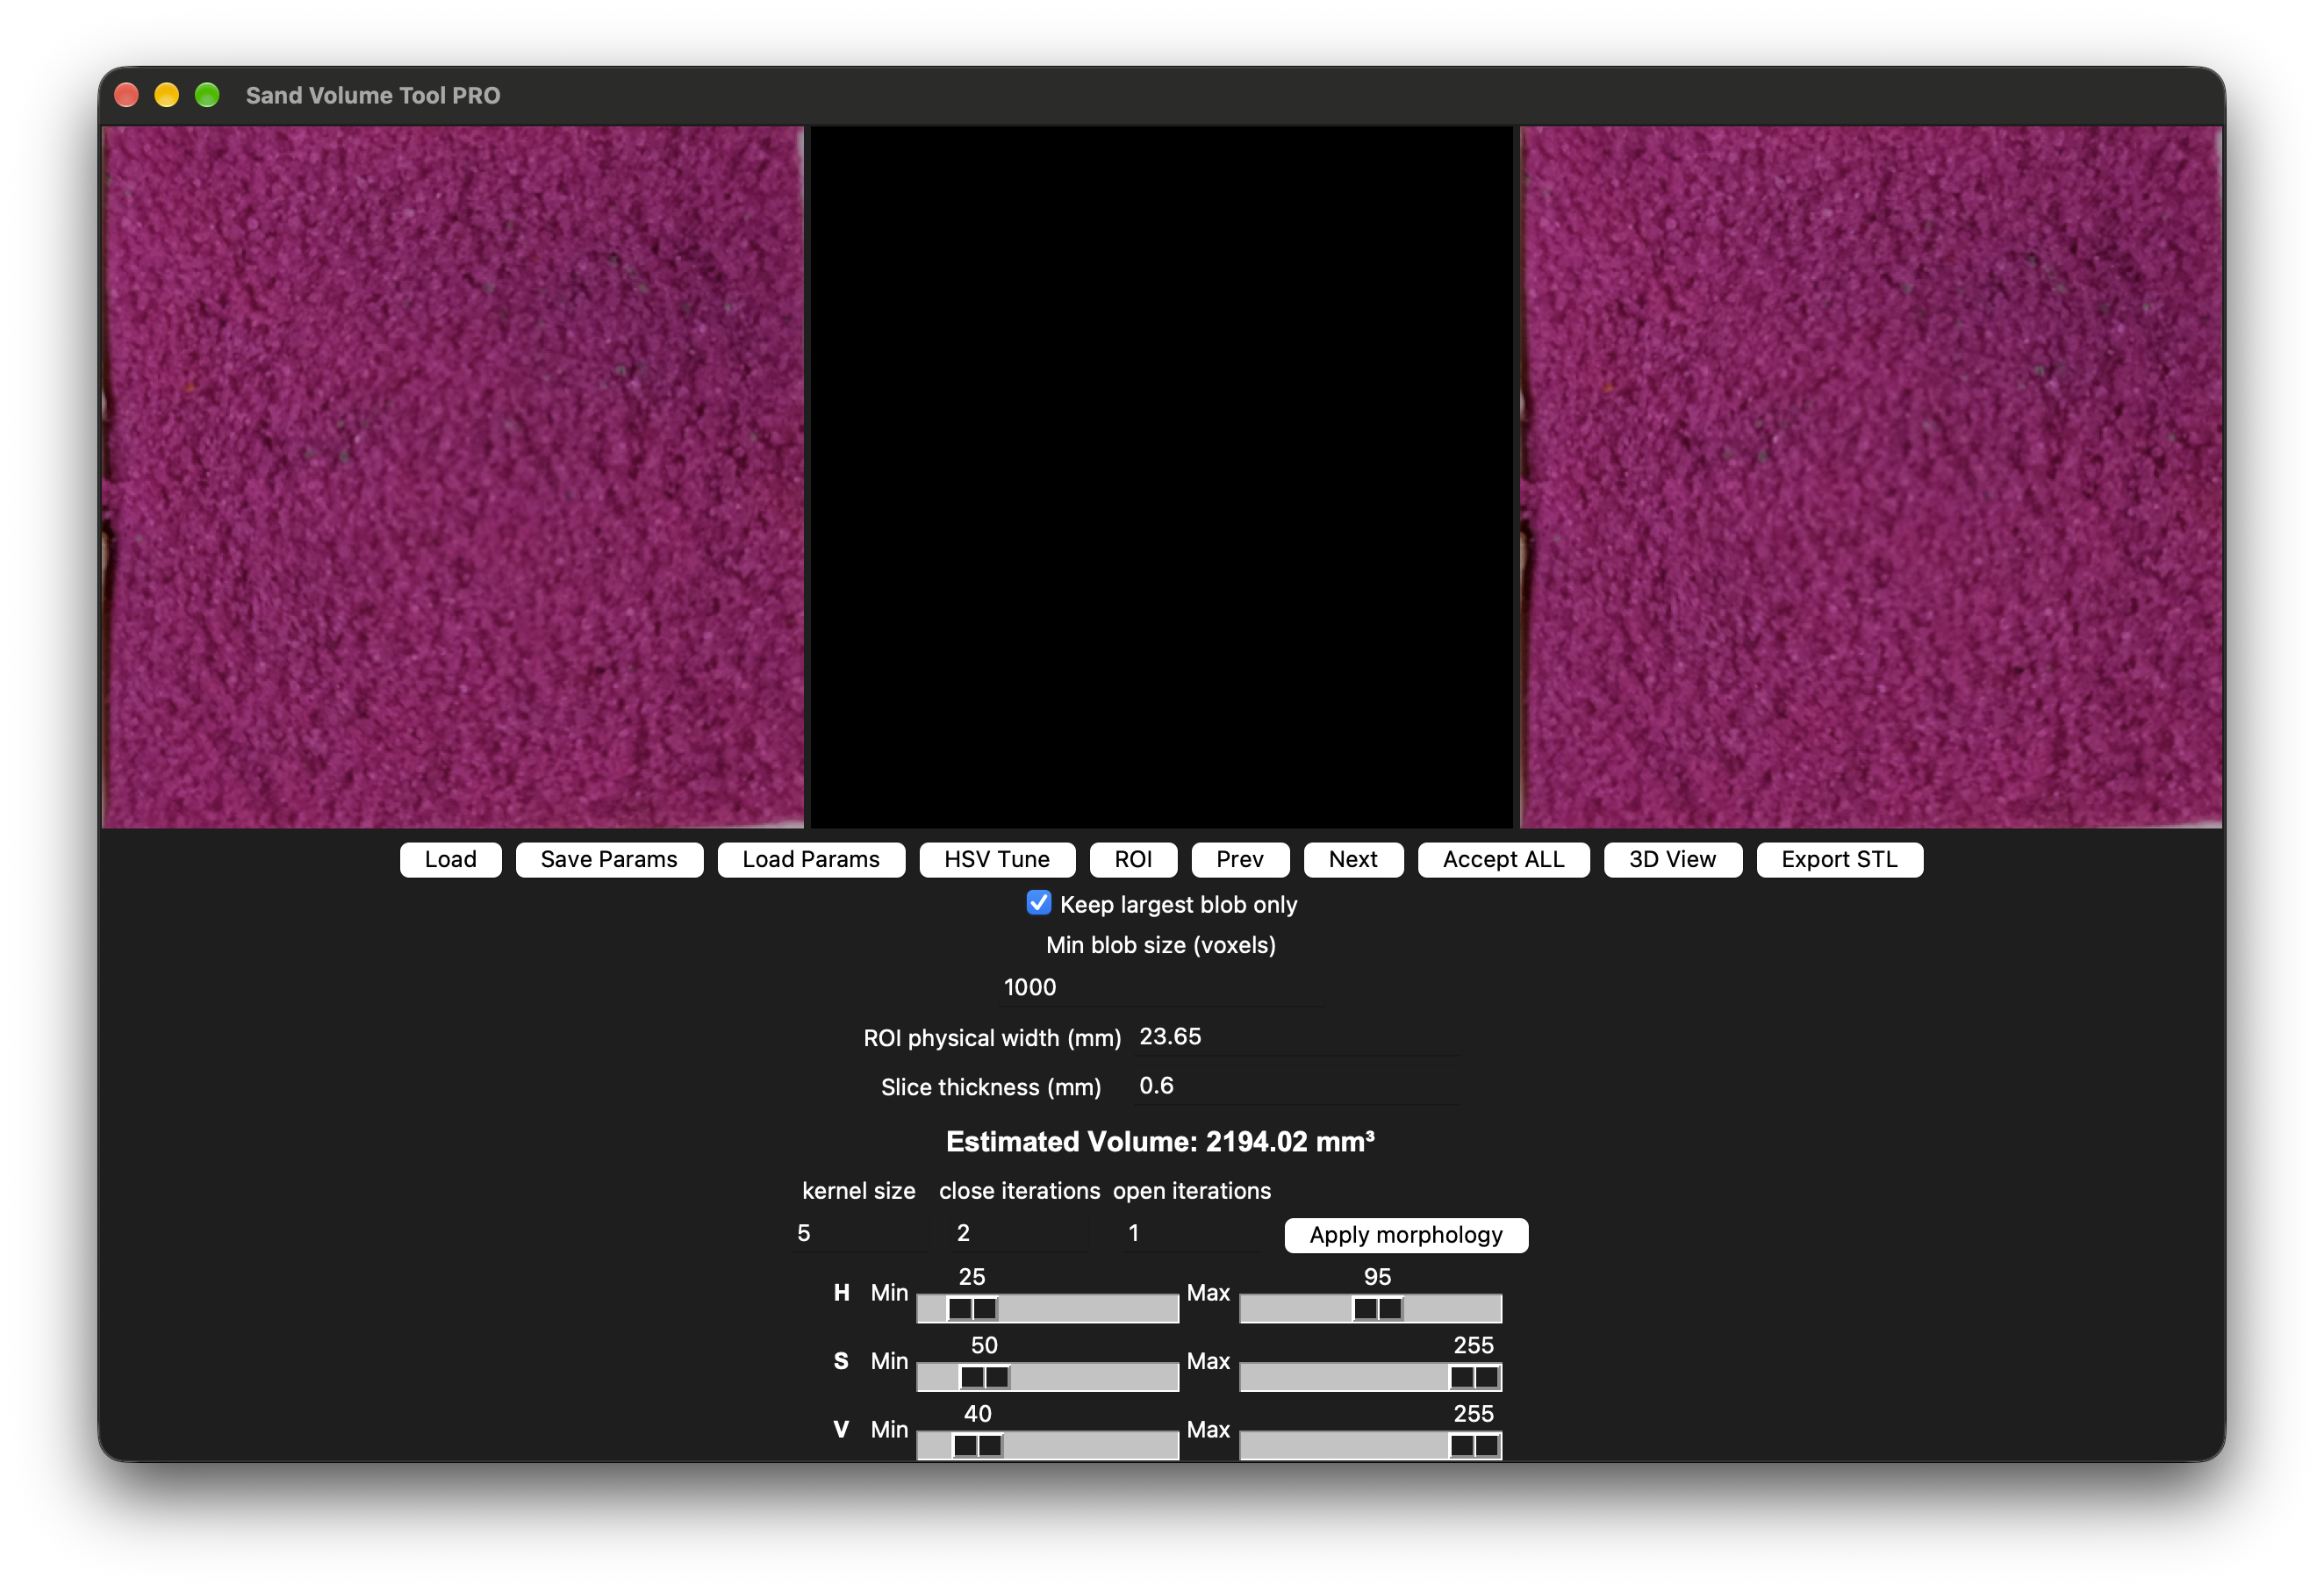 Sand Volume Tool PRO
Load Save Params Load Params HSV Tune ROI Prev Next Accept ALL 3D View Export STL
Keep largest blob only
Min blob size (voxels)
1000
ROI physical width (mm) 23.65
Slice thickness (mm) 0.6
Estimated Volume: 2194.02 mm³
kernel size close iterations open iterations
5 2 1 Apply morphology
25 95
H Min Max
50 255
S Min Max
40 255
V Min Max